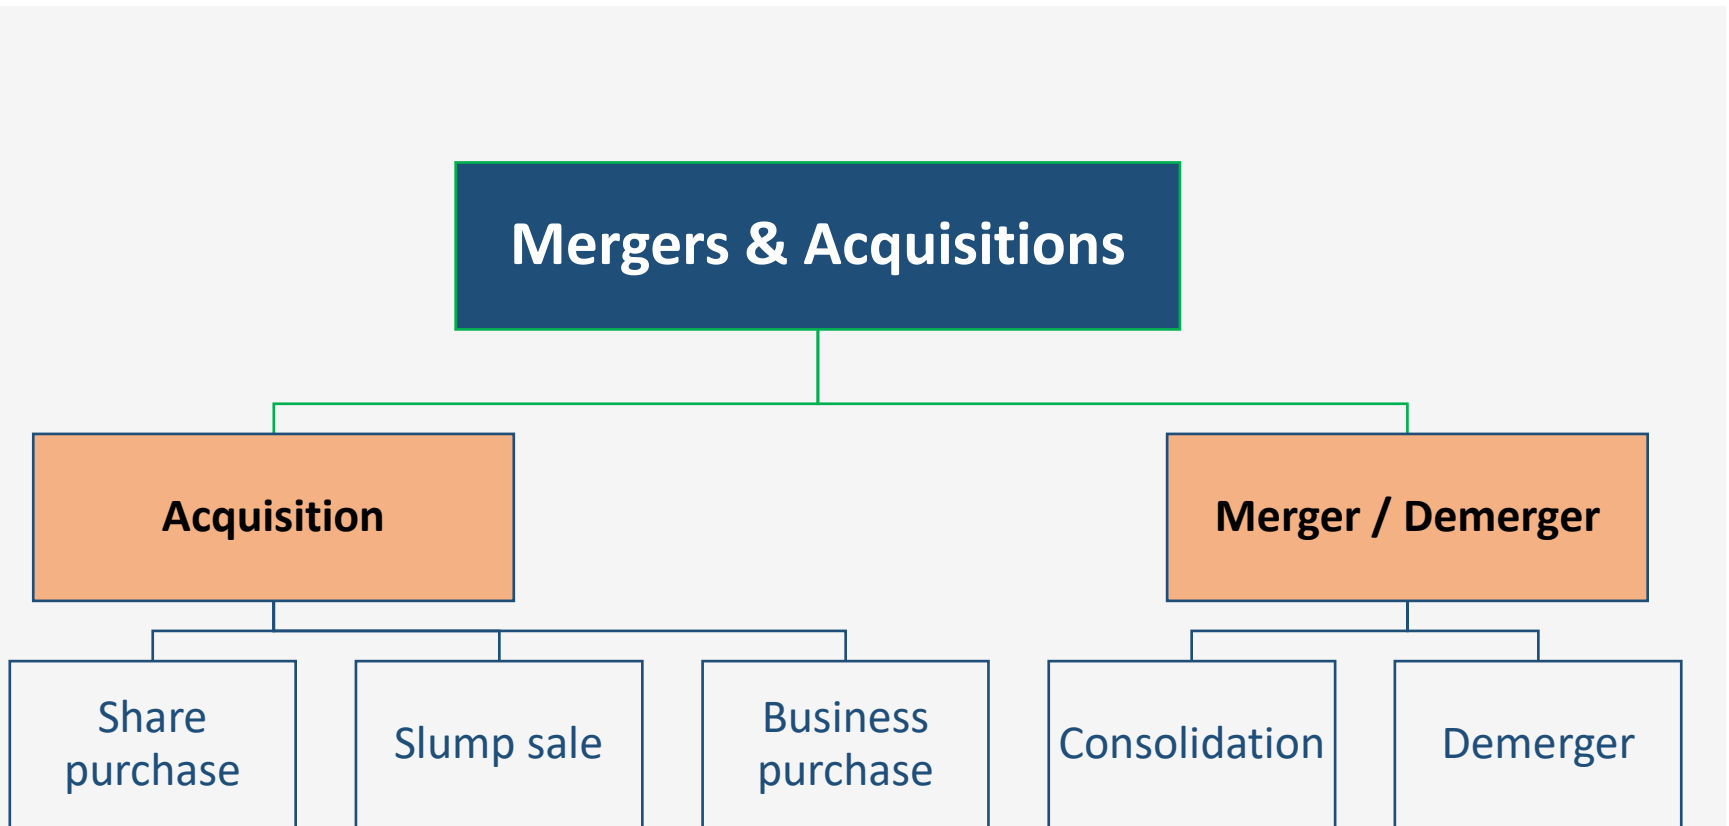 Mergers & Acquisitions
Acquisition
Merger / Demerger
Share
purchase
Slump sale
Business
purchase
Consolidation
Demerger